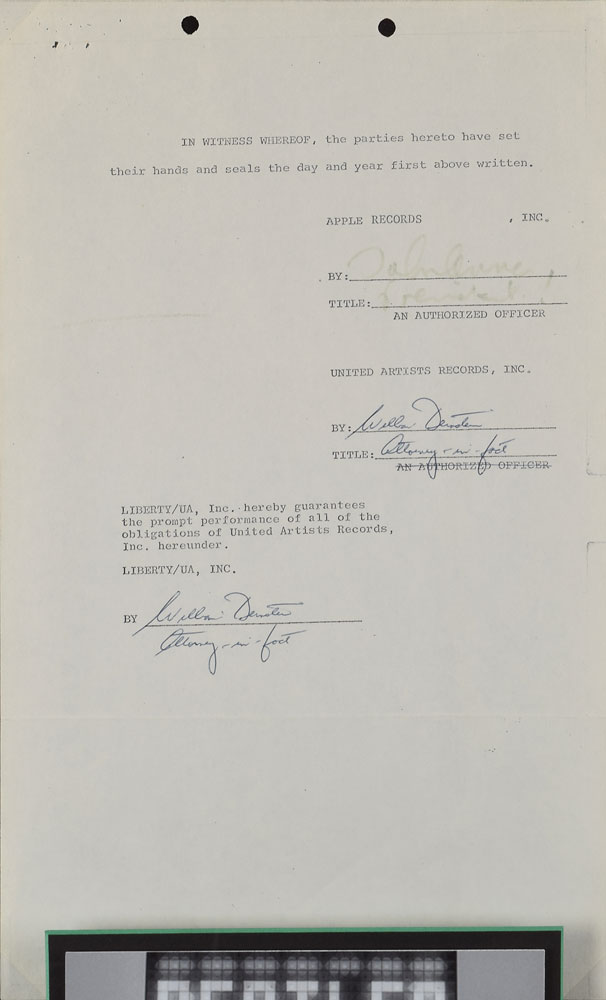 IN WITNESS WHEREOF, the parties hereto have set
their hands and seals the day and year first above written.
APPLE RECORDS , INC.
BY:
TITLE:
AN AUTHORIZED OFFICER
UNITED ARTISTS RECORDS, INC.
BY:
TITLE: Attorney-in-fact
AN AUTHORIZED OFFICER
LIBERTY/UA, Inc. hereby guarantees
the prompt performance of all of the
obligations of United Artists Records,
Inc. hereunder.
LIBERTY/UA, INC.
BY
Attorney-in-fact